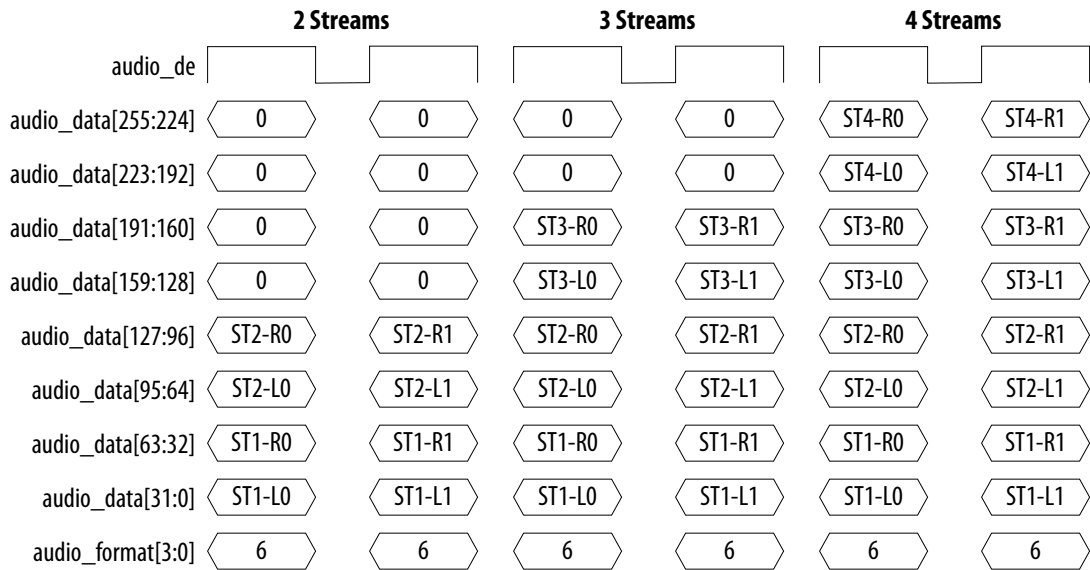 2 Streams 3 Streams 4 Streams
audio_de
audio_data[255:224] 0 0 0 0 ST4-R0 ST4-R1
audio_data[223:192] 0 0 0 0 ST4-L0 ST4-L1
audio_data[191:160] 0 0 ST3-R0 ST3-R1 ST3-R0 ST3-R1
audio_data[159:128] 0 0 ST3-L0 ST3-L1 ST3-L0 ST3-L1
audio_data[127:96] ST2-R0 ST2-R1 ST2-R0 ST2-R1 ST2-R0 ST2-R1
audio_data[95:64] ST2-L0 ST2-L1 ST2-L0 ST2-L1 ST2-L0 ST2-L1
audio_data[63:32] ST1-R0 ST1-R1 ST1-R0 ST1-R1 ST1-R0 ST1-R1
audio_data[31:0] ST1-L0 ST1-L1 ST1-L0 ST1-L1 ST1-L0 ST1-L1
audio_format[3:0] 6 6 6 6 6 6